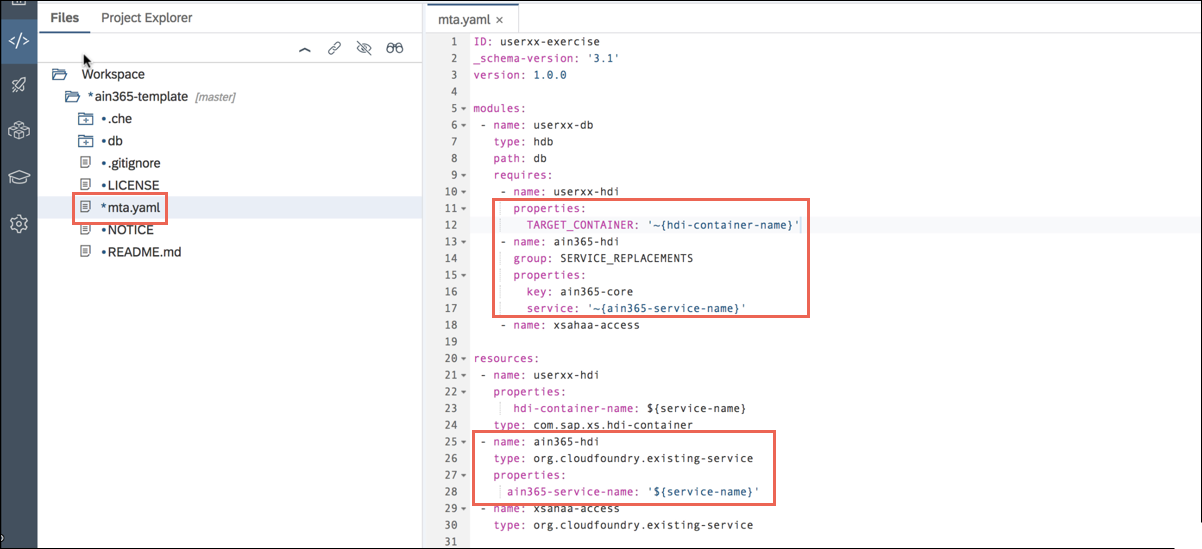 Files Project Explorer
Workspace
*ain365-template [master]
• .che
• db
• .gitignore
• LICENSE
* mta.yaml
• NOTICE
• README.md
mta.yaml ×
1 ID: userxx-exercise
2 _schema-version: '3.1'
3 version: 1.0.0
4
5 modules:
6 - name: userxx-db
7 type: hdb
8 path: db
9 requires:
10 - name: userxx-hdi
11 properties:
12 TARGET_CONTAINER: '~{hdi-container-name}'
13 - name: ain365-hdi
14 group: SERVICE_REPLACEMENTS
15 properties:
16 key: ain365-core
17 service: '~{ain365-service-name}'
18 - name: xsahaa-access
19
20 resources:
21 - name: userxx-hdi
22 properties:
23 hdi-container-name: ${service-name}
24 type: com.sap.xs.hdi-container
25 - name: ain365-hdi
26 type: org.cloudfoundry.existing-service
27 properties:
28 ain365-service-name: '${service-name}'
29 - name: xsahaa-access
30 type: org.cloudfoundry.existing-service
31